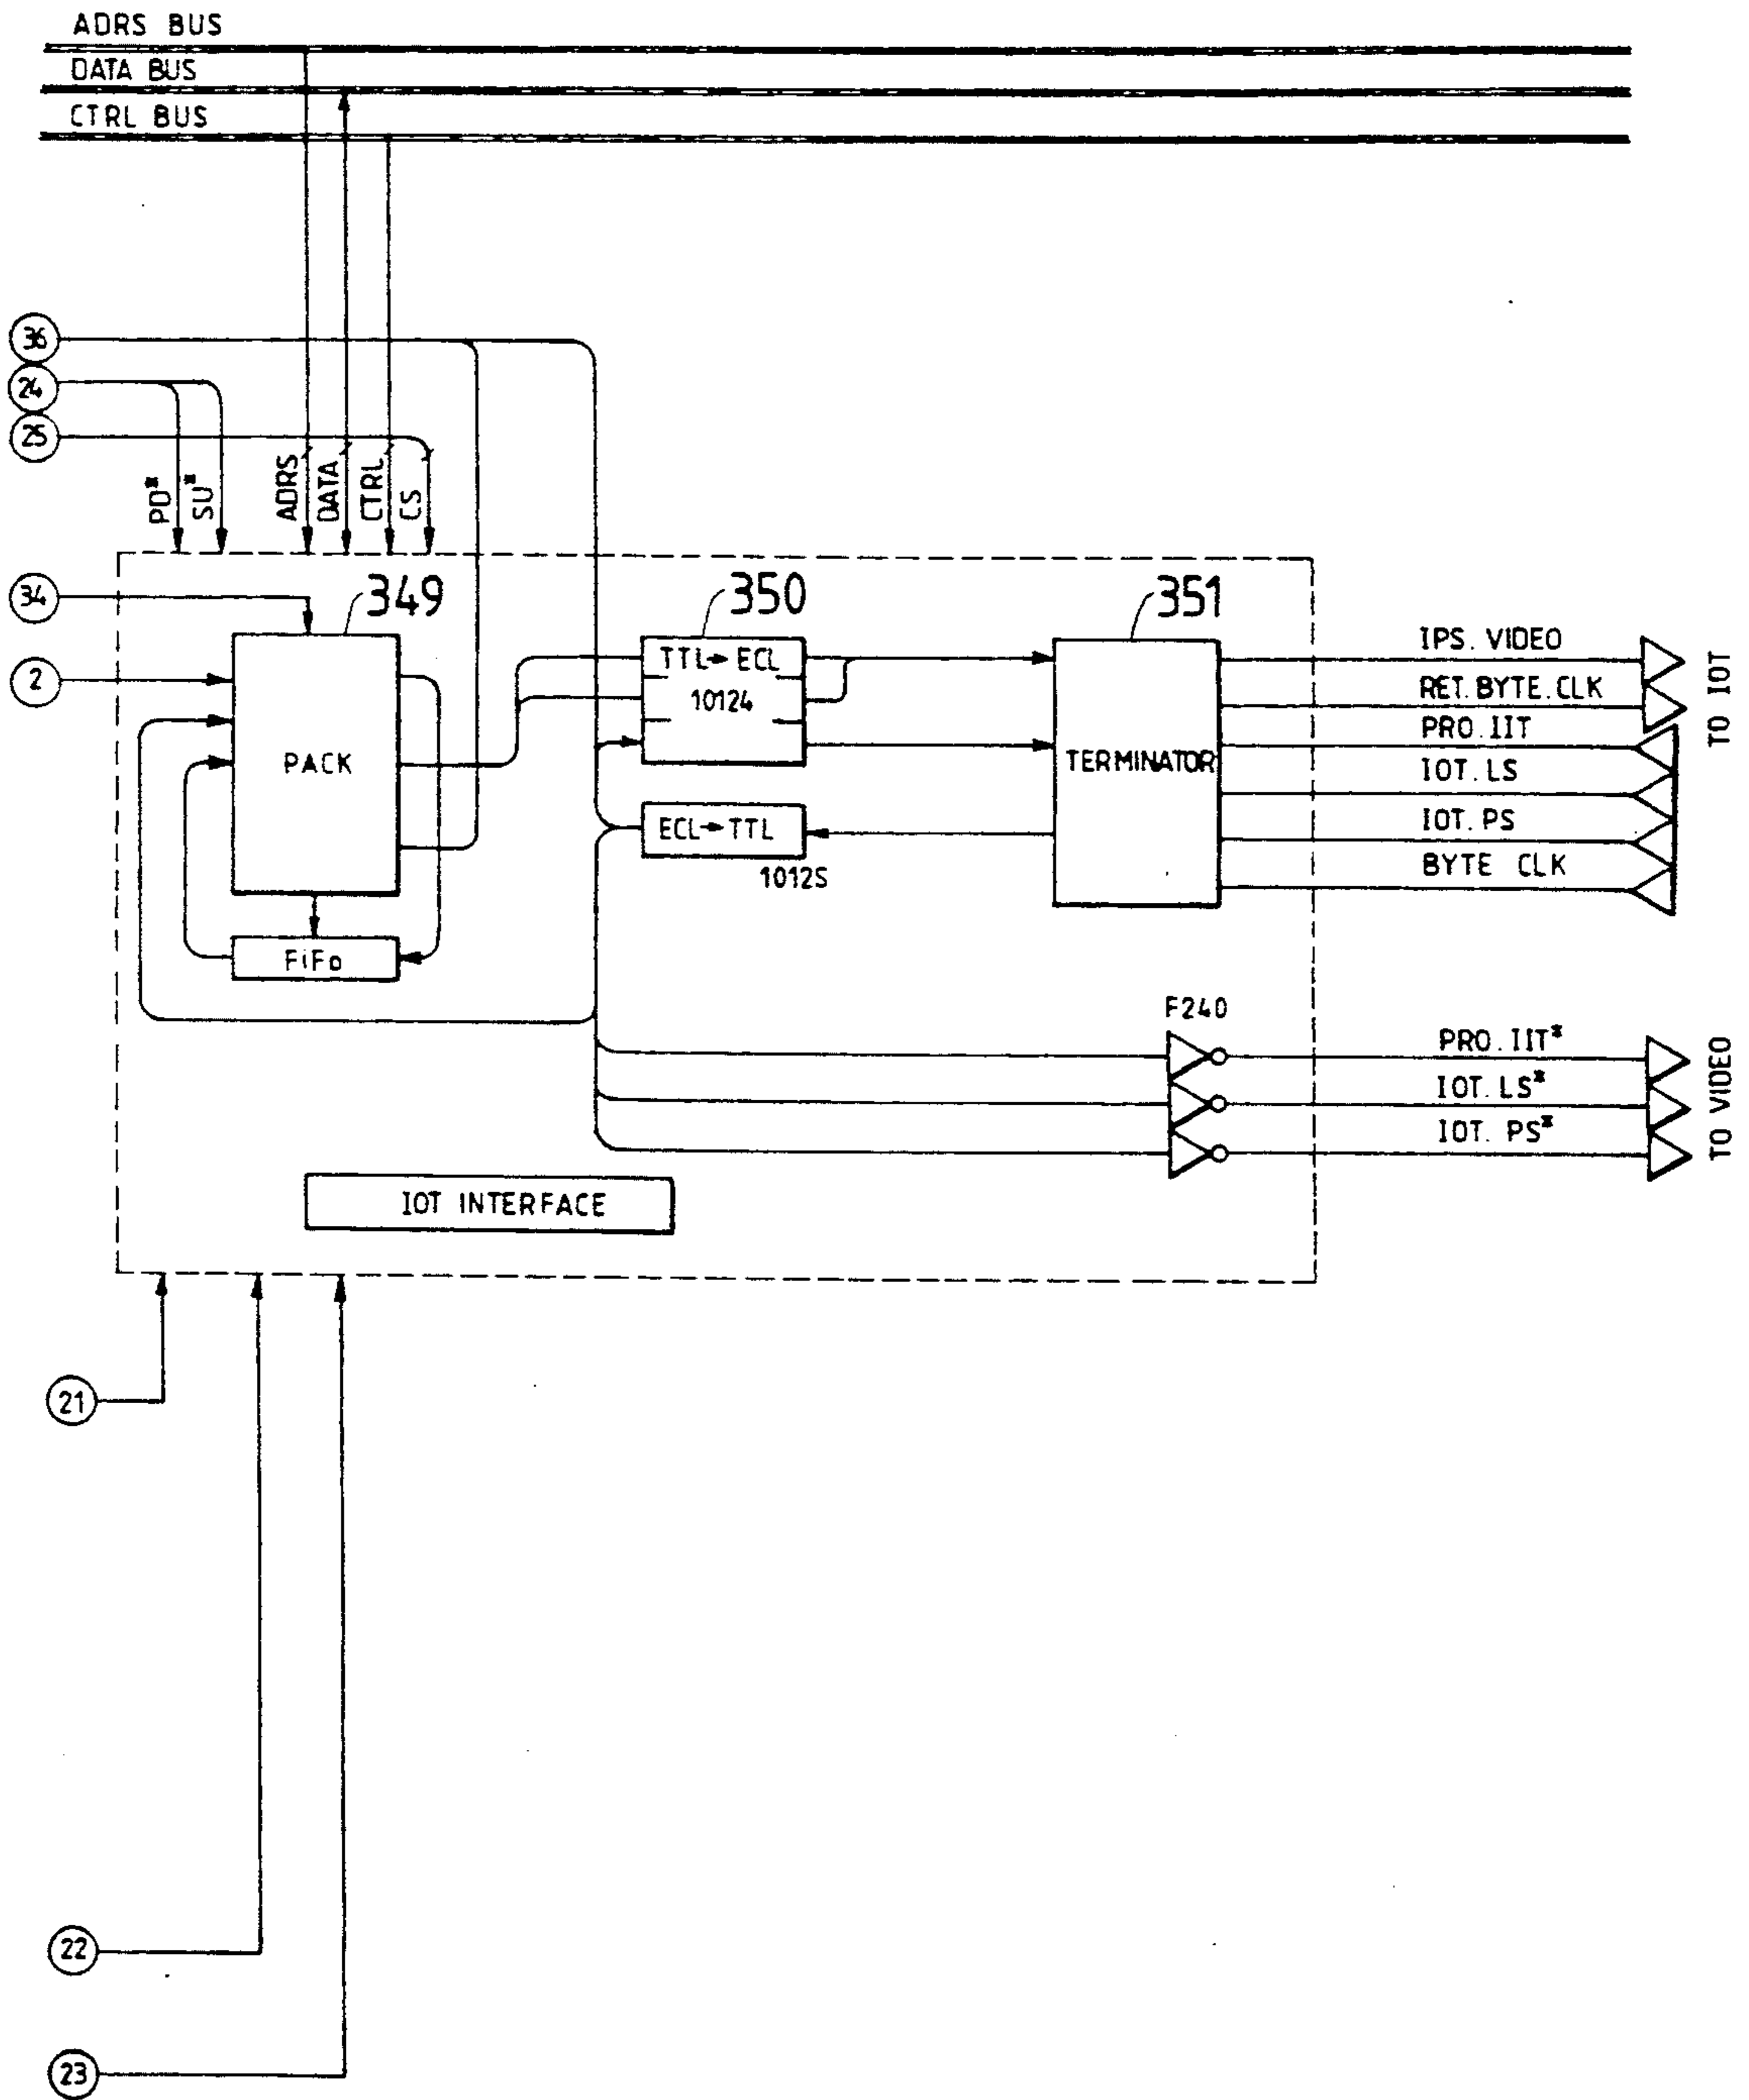 ADRS BUS
DATA BUS
CTRL BUS
36
24
25
PD*
SU*
ADRS
DATA
CTRL
CS
34
349
350
351
2
PACK
TTL→ECL
10124
TERMINATOR
IPS. VIDEO
RET.BYTE.CLK
PRO.IIT
IOT.LS
IOT.PS
BYTE CLK
TO IOT
ECL→TTL
1012S
FiFo
F240
PRO.IIT*
IOT.LS*
IOT.PS*
TO VIDEO
IOT INTERFACE
21
22
23